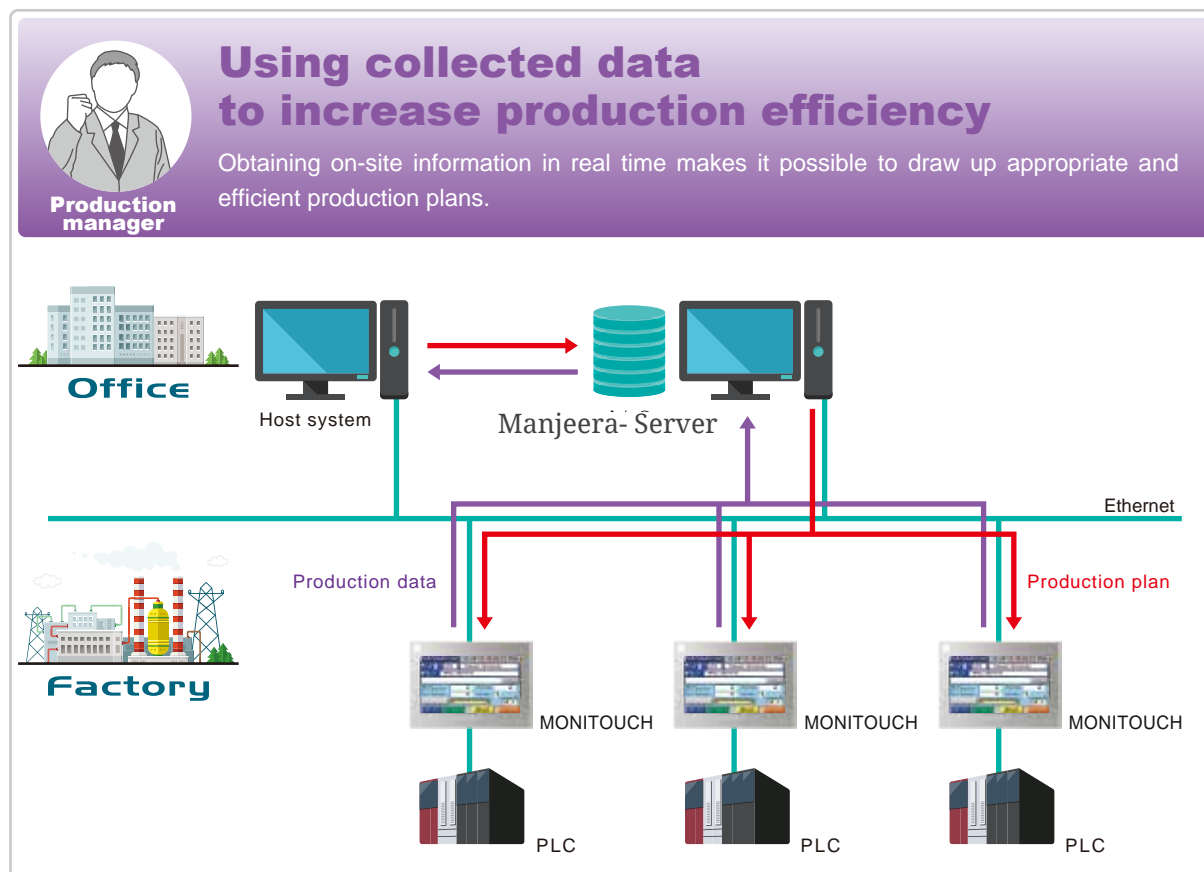 Using collected data
to increase production efficiency
Obtaining on-site information in real time makes it possible to draw up appropriate and
efficient production plans.
Production
manager
Office
Host system
Manjeera- Server
Ethernet
Production data
Production plan
Factory
MONITOUCH
MONITOUCH
MONITOUCH
PLC
PLC
PLC